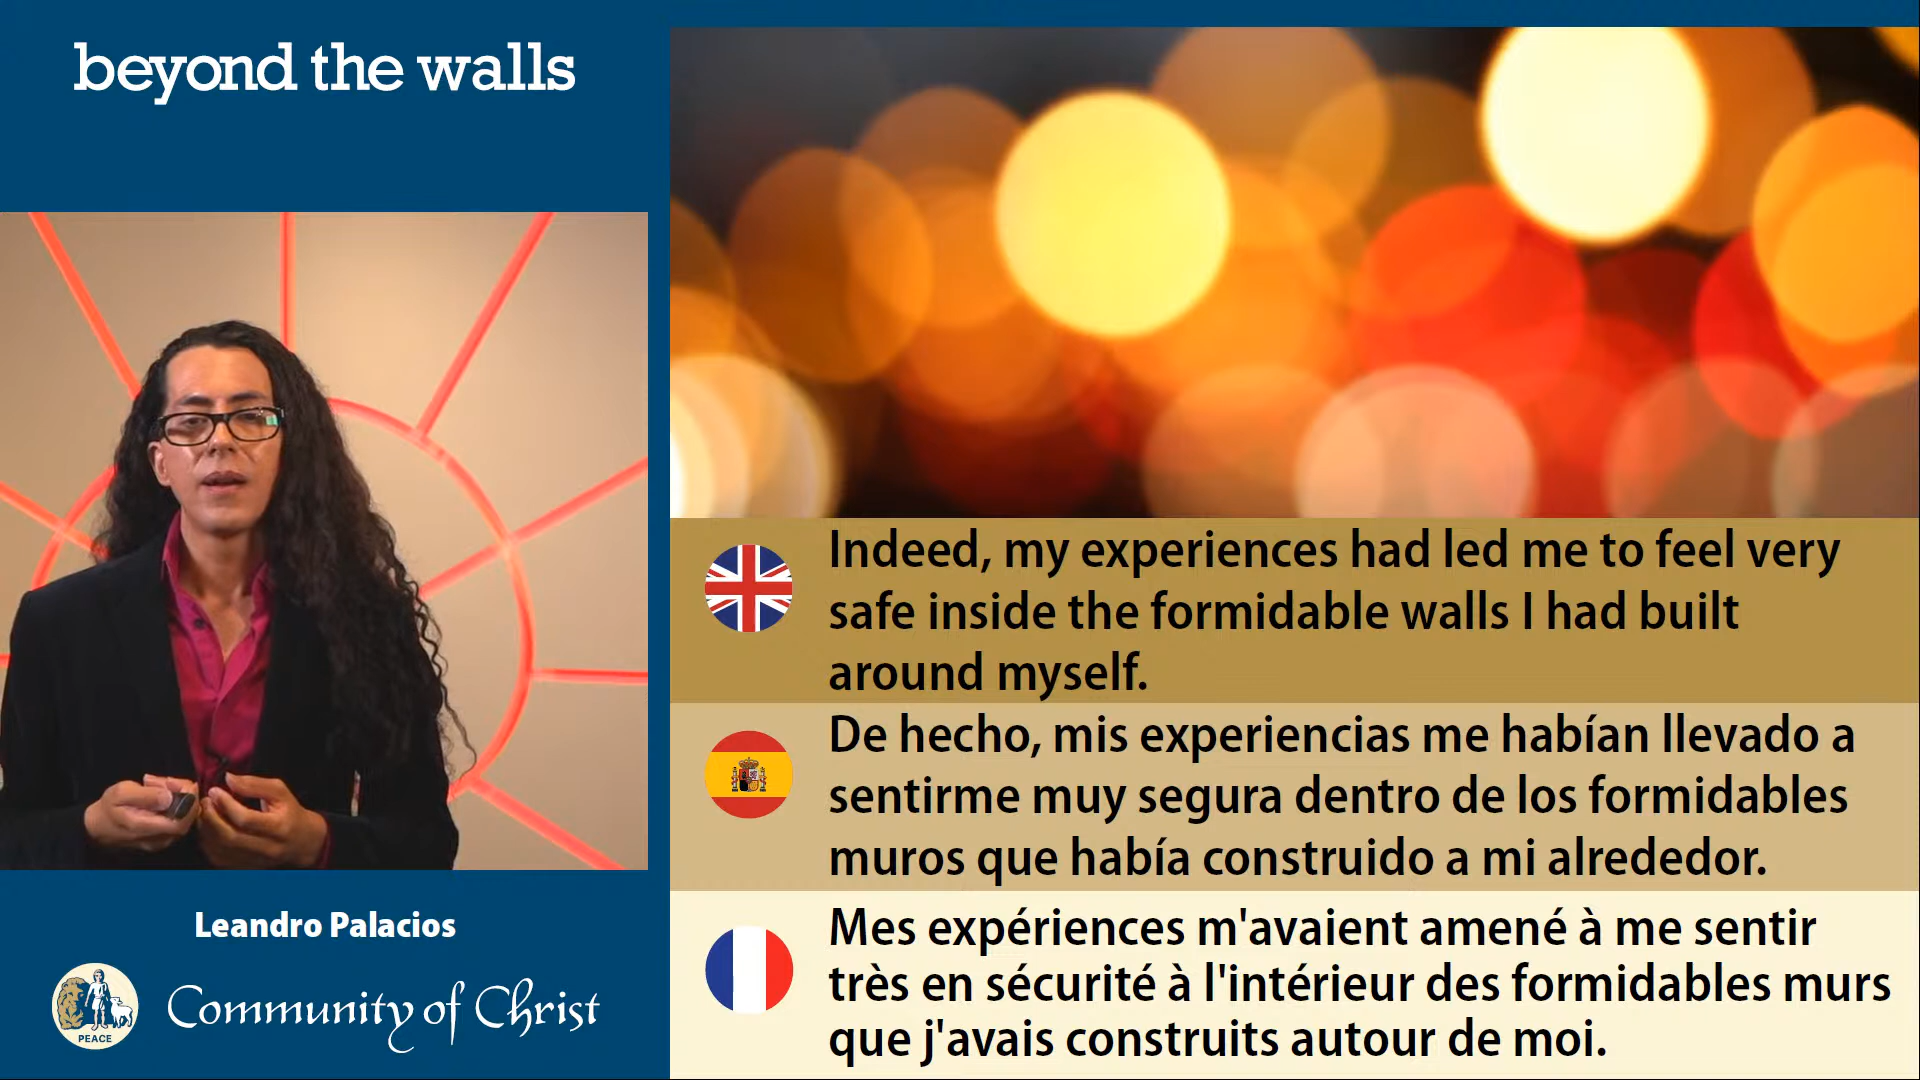 beyond the walls
Leandro Palacios
PEACE
Community of Christ
Indeed, my experiences had led me to feel very
safe inside the formidable walls I had built
around myself.
De hecho, mis experiencias me habían llevado a
sentirme muy segura dentro de los formidables
muros que había construido a mi alrededor.
Mes expériences m'avaient amené à me sentir
très en sécurité à l'intérieur des formidables murs
que j'avais construits autour de moi.